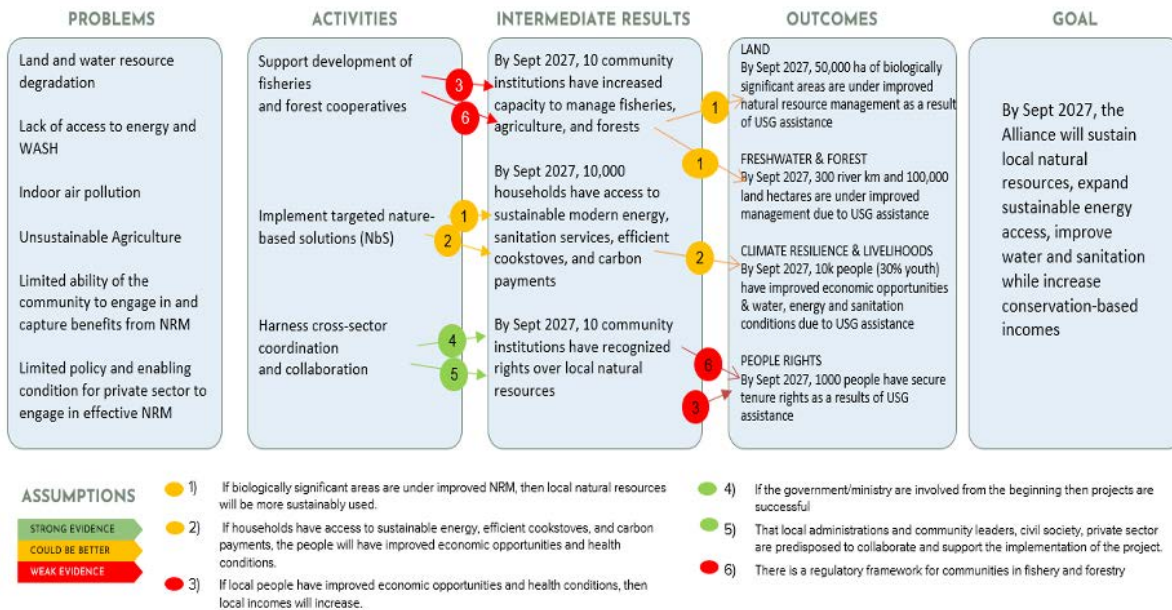 PROBLEMS
Land and water resource
degradation
Lack of access to energy and
WASH
Indoor air pollution
Unsustainable Agriculture
Limited ability of the
community to engage in and
capture benefits from NRM
Limited policy and enabling
condition for private sector to
engage in effective NRM
ACTIVITIES
Support development of
fisheries
and forest cooperatives
3
6
Implement targeted nature-
based solutions (NbS)
1
2
Harness cross-sector
coordination
and collaboration
4
5
INTERMEDIATE RESULTS
By Sept 2027, 10 community
institutions have increased
capacity to manage fisheries,
agriculture, and forests
By Sept 2027, 10,000
households have access to
sustainable modern energy,
sanitation services, efficient
cookstoves, and carbon
payments
By Sept 2027, 10 community
institutions have recognized
rights over local natural
resources
1
1
2
6
3
OUTCOMES
LAND
By Sept 2027, 50,000 ha of biologically
significant areas are under improved
natural resource management as a result
of USG assistance
FRESHWATER & FOREST
By Sept 2027, 300 river km and 100,000
land hectares are under improved
management due to USG assistance
CLIMATE RESILIENCE & LIVELIHOODS
By Sept 2027, 10k people (30% youth)
have improved economic opportunities
& water, energy and sanitation
conditions due to USG assistance
PEOPLE RIGHTS
By Sept 2027, 1000 people have secure
tenure rights as a results of USG
assistance
GOAL
By Sept 2027, the
Alliance will sustain
local natural
resources, expand
sustainable energy
access, improve
water and sanitation
while increase
conservation-based
incomes
ASSUMPTIONS
STRONG EVIDENCE
COULD BE BETTER
WEAK EVIDENCE
1) If biologically significant areas are under improved NRM, then local natural resources
will be more sustainably used.
2) If households have access to sustainable energy, efficient cookstoves, and carbon
payments, the people will have improved economic opportunities and health
conditions.
3) If local people have improved economic opportunities and health conditions, then
local incomes will increase.
4) If the government/ministry are involved from the beginning then projects are
successful
5) That local administrations and community leaders, civil society, private sector
are predisposed to collaborate and support the implementation of the project.
6) There is a regulatory framework for communities in fishery and forestry